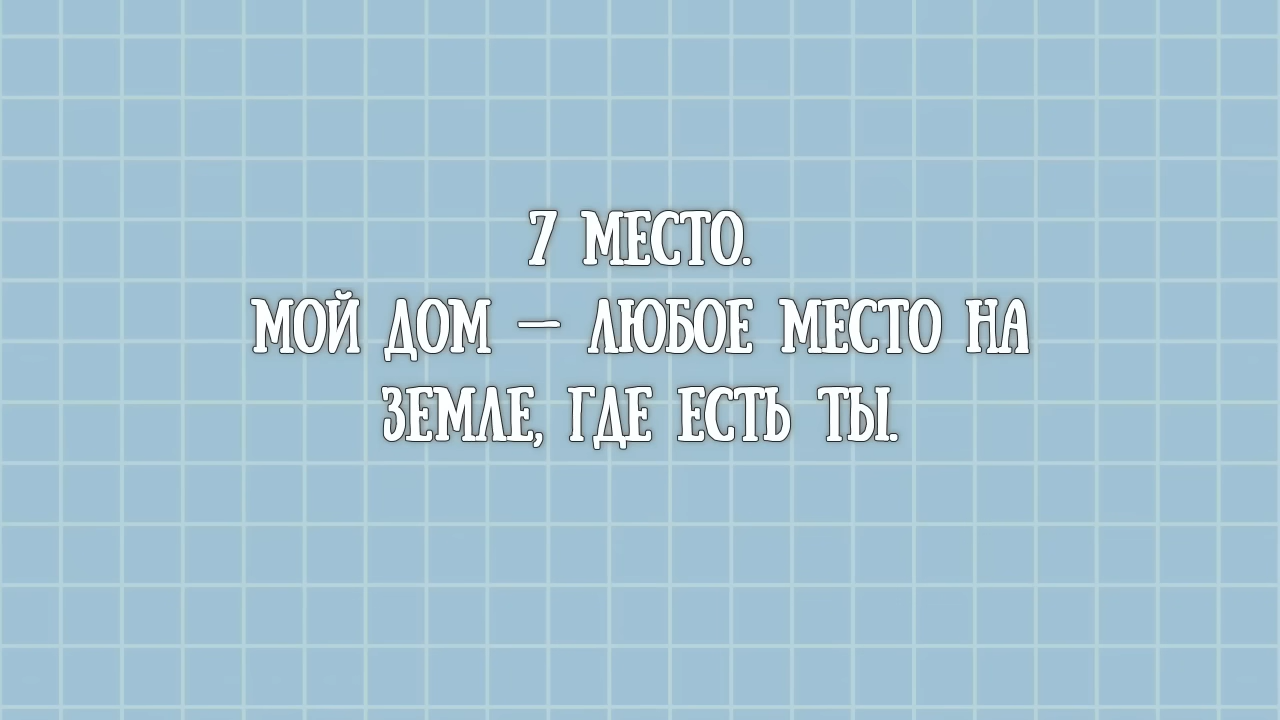 7 МЕСТО.
МОЙ ДОМ — ЛЮБОЕ МЕСТО НА
ЗЕМЛЕ, ГДЕ ЕСТЬ ТЫ.